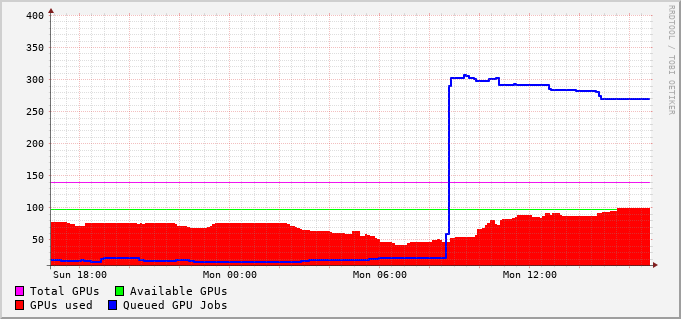 400
350
300
250
200
150
100
50
Sun 18:00 Mon 00:00 Mon 06:00 Mon 12:00
Total GPUs Available GPUs
GPUs used Queued GPU Jobs
RRDTOOL / TOBI OETIKER